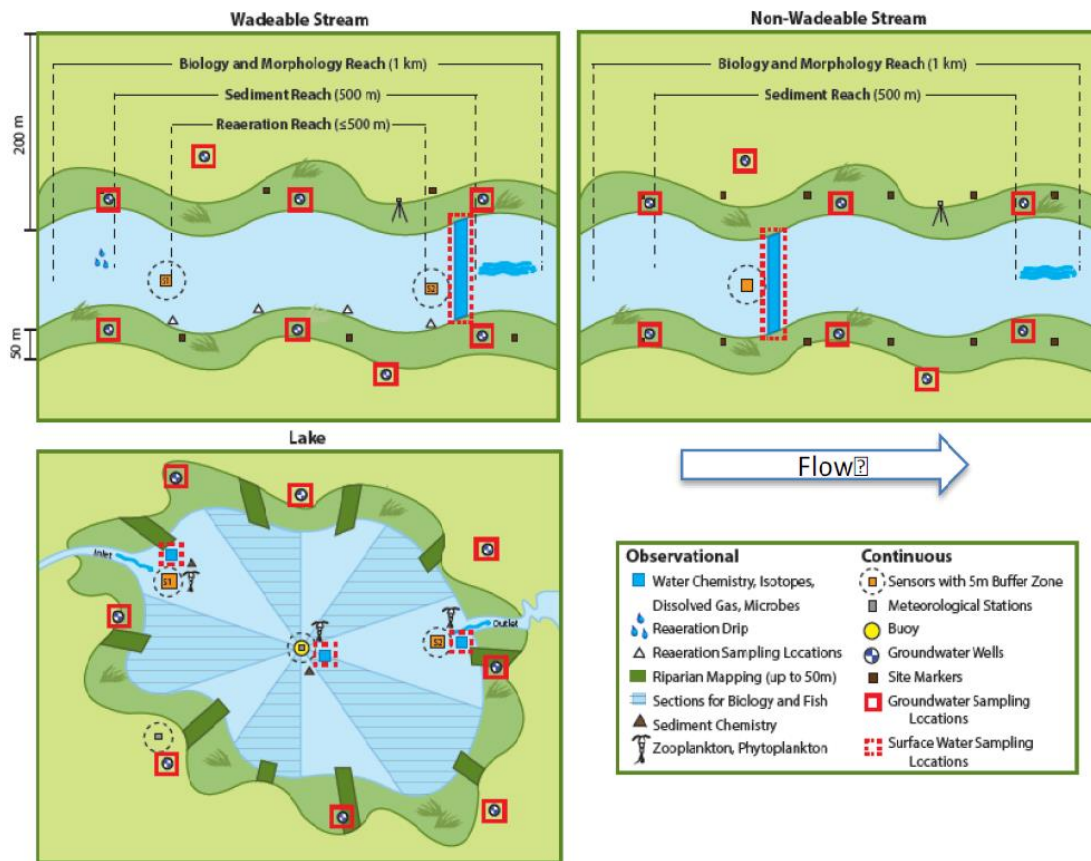 Wadeable Stream
Biology and Morphology Reach (1 km)
Sediment Reach (500 m)
Reaeration Reach (≤500 m)
200 m
50 m
S1
S2
Non-Wadeable Stream
Biology and Morphology Reach (1 km)
Sediment Reach (500 m)
Lake
Inlet
S1
Outlet
S2
Flow⍰
Observational
Water Chemistry, Isotopes,
Dissolved Gas, Microbes
Reaeration Drip
Reaeration Sampling Locations
Riparian Mapping (up to 50m)
Sections for Biology and Fish
Sediment Chemistry
Zooplankton, Phytoplankton
Continuous
Sensors with 5m Buffer Zone
Meteorological Stations
Buoy
Groundwater Wells
Site Markers
Groundwater Sampling
Locations
Surface Water Sampling
Locations